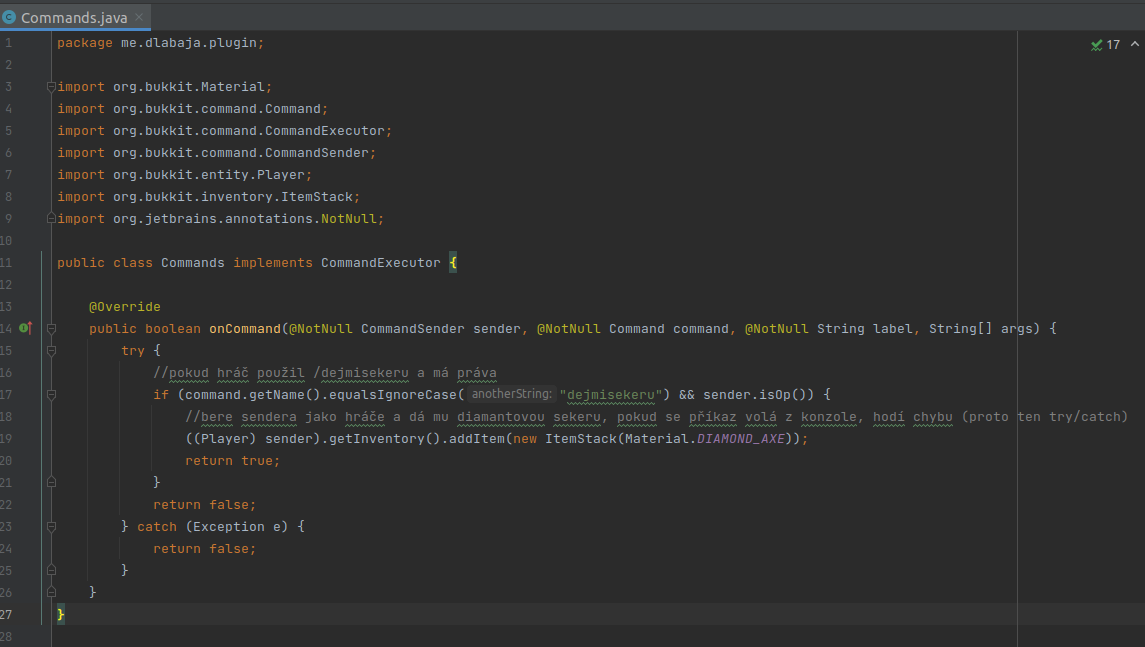 Commands.java
17
1 package me.dlabaja.plugin;
2
3 import org.bukkit.Material;
4 import org.bukkit.command.Command;
5 import org.bukkit.command.CommandExecutor;
6 import org.bukkit.command.CommandSender;
7 import org.bukkit.entity.Player;
8 import org.bukkit.inventory.ItemStack;
9 import org.jetbrains.annotations.NotNull;
10
11 public class Commands implements CommandExecutor {
12
13 @Override
14 public boolean onCommand(@NotNull CommandSender sender, @NotNull Command command, @NotNull String label, String[] args) {
15 try {
16 //pokud hráč použil /dejmisekeru a má práva
17 if (command.getName().equalsIgnoreCase( anotherString: "dejmisekeru") && sender.isOp()) {
18 //bere sendera jako hráče a dá mu diamantovou sekeru, pokud se příkaz volá z konzole, hodí chybu (proto ten try/catch)
19 ((Player) sender).getInventory().addItem(new ItemStack(Material.DIAMOND_AXE));
20 return true;
21 }
22 return false;
23 } catch (Exception e) {
24 return false;
25 }
26 }
27 }
28